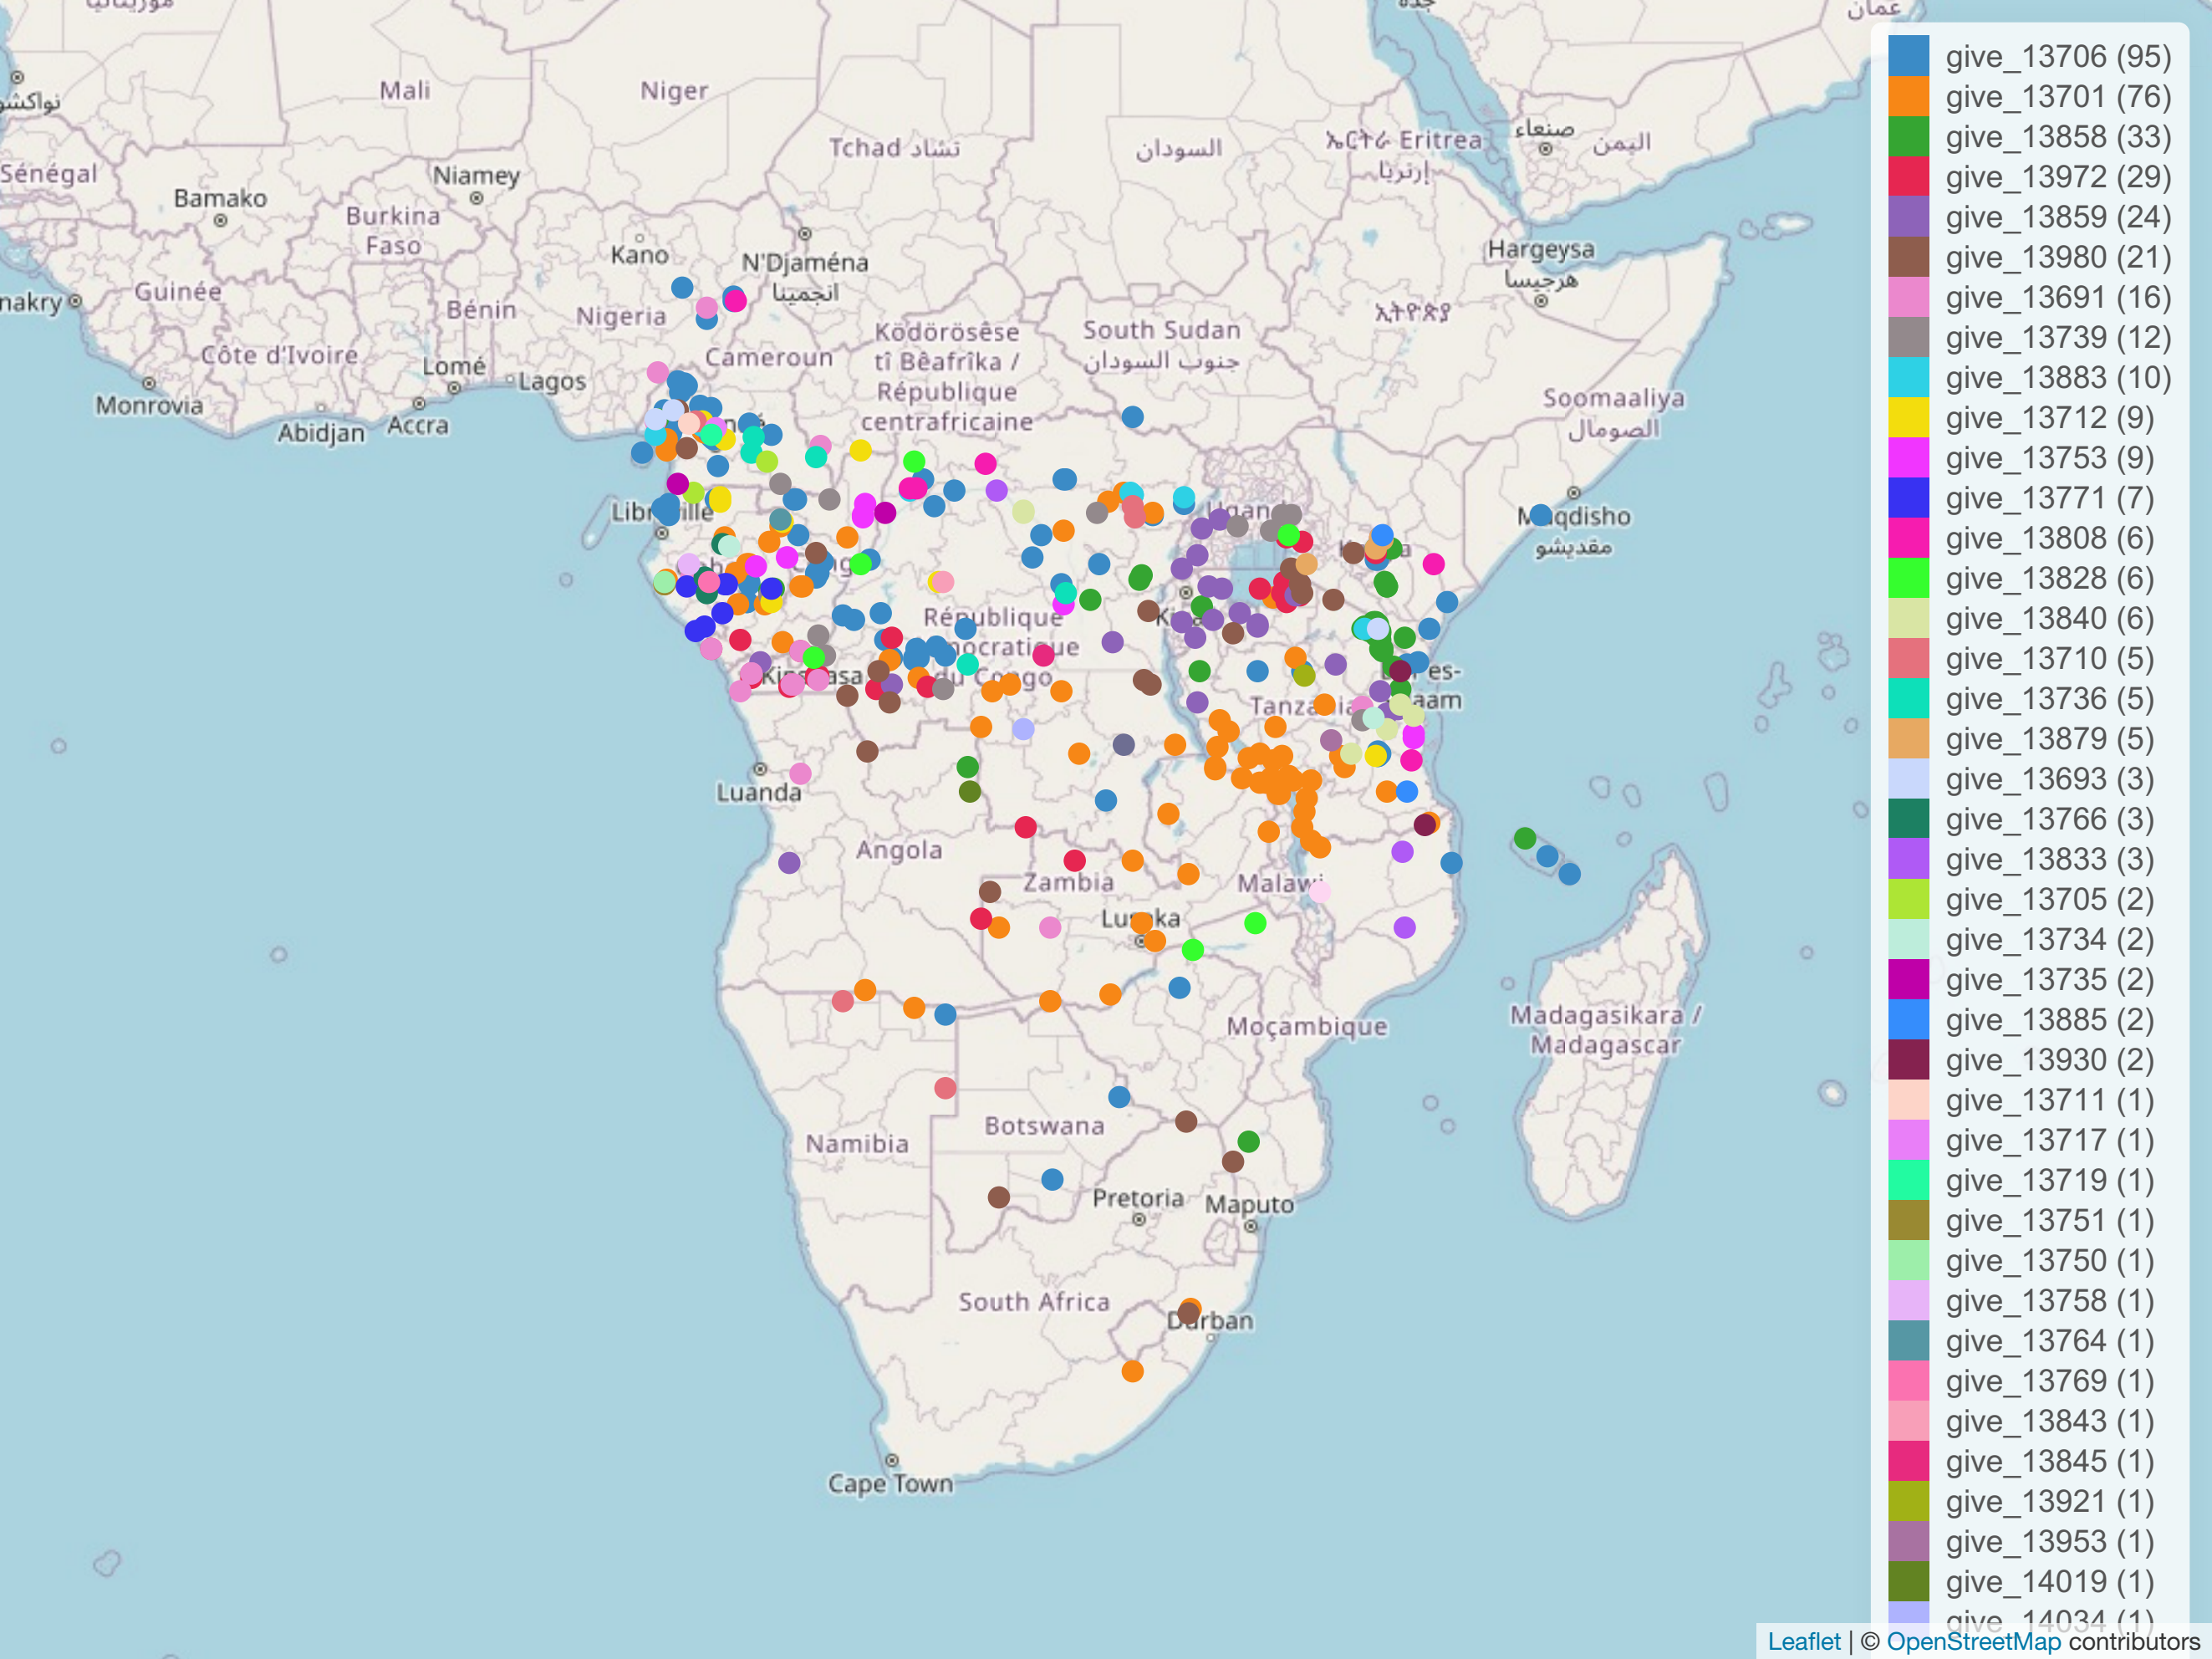 موريتانيا
جدة
عُمان
نواكشو
Mali
Niger
Tchad تشاد
السودان
ኤርትራ Eritrea
إرتريا
صنعاء
اليمن
Sénégal
Bamako
Niamey
Burkina
Faso
Kano
N'Djaména
انجمينا
Hargeysa
هرجيسا
nakry
Guinée
Bénin
Nigeria
ኢትዮጵያ
Côte d'Ivoire
Lomé
Lagos
Cameroun
Ködörösêse
tî Bêafrîka /
République
centrafricaine
South Sudan
جنوب السودان
Monrovia
Abidjan
Accra
Soomaaliya
الصومال
Muqdisho
مقديشو
République
du Congo
Tanzania
Luanda
Angola
Zambia
Malawi
Lusaka
Moçambique
Madagasikara /
Madagascar
Namibia
Botswana
Pretoria
Maputo
South Africa
Durban
Cape Town
give_13706 (95)
give_13701 (76)
give_13858 (33)
give_13972 (29)
give_13859 (24)
give_13980 (21)
give_13691 (16)
give_13739 (12)
give_13883 (10)
give_13712 (9)
give_13753 (9)
give_13771 (7)
give_13808 (6)
give_13828 (6)
give_13840 (6)
give_13710 (5)
give_13736 (5)
give_13879 (5)
give_13693 (3)
give_13766 (3)
give_13833 (3)
give_13705 (2)
give_13734 (2)
give_13735 (2)
give_13885 (2)
give_13930 (2)
give_13711 (1)
give_13717 (1)
give_13719 (1)
give_13751 (1)
give_13750 (1)
give_13758 (1)
give_13764 (1)
give_13769 (1)
give_13843 (1)
give_13845 (1)
give_13921 (1)
give_13953 (1)
give_14019 (1)
give_14034 (1)
Leaflet | © OpenStreetMap contributors